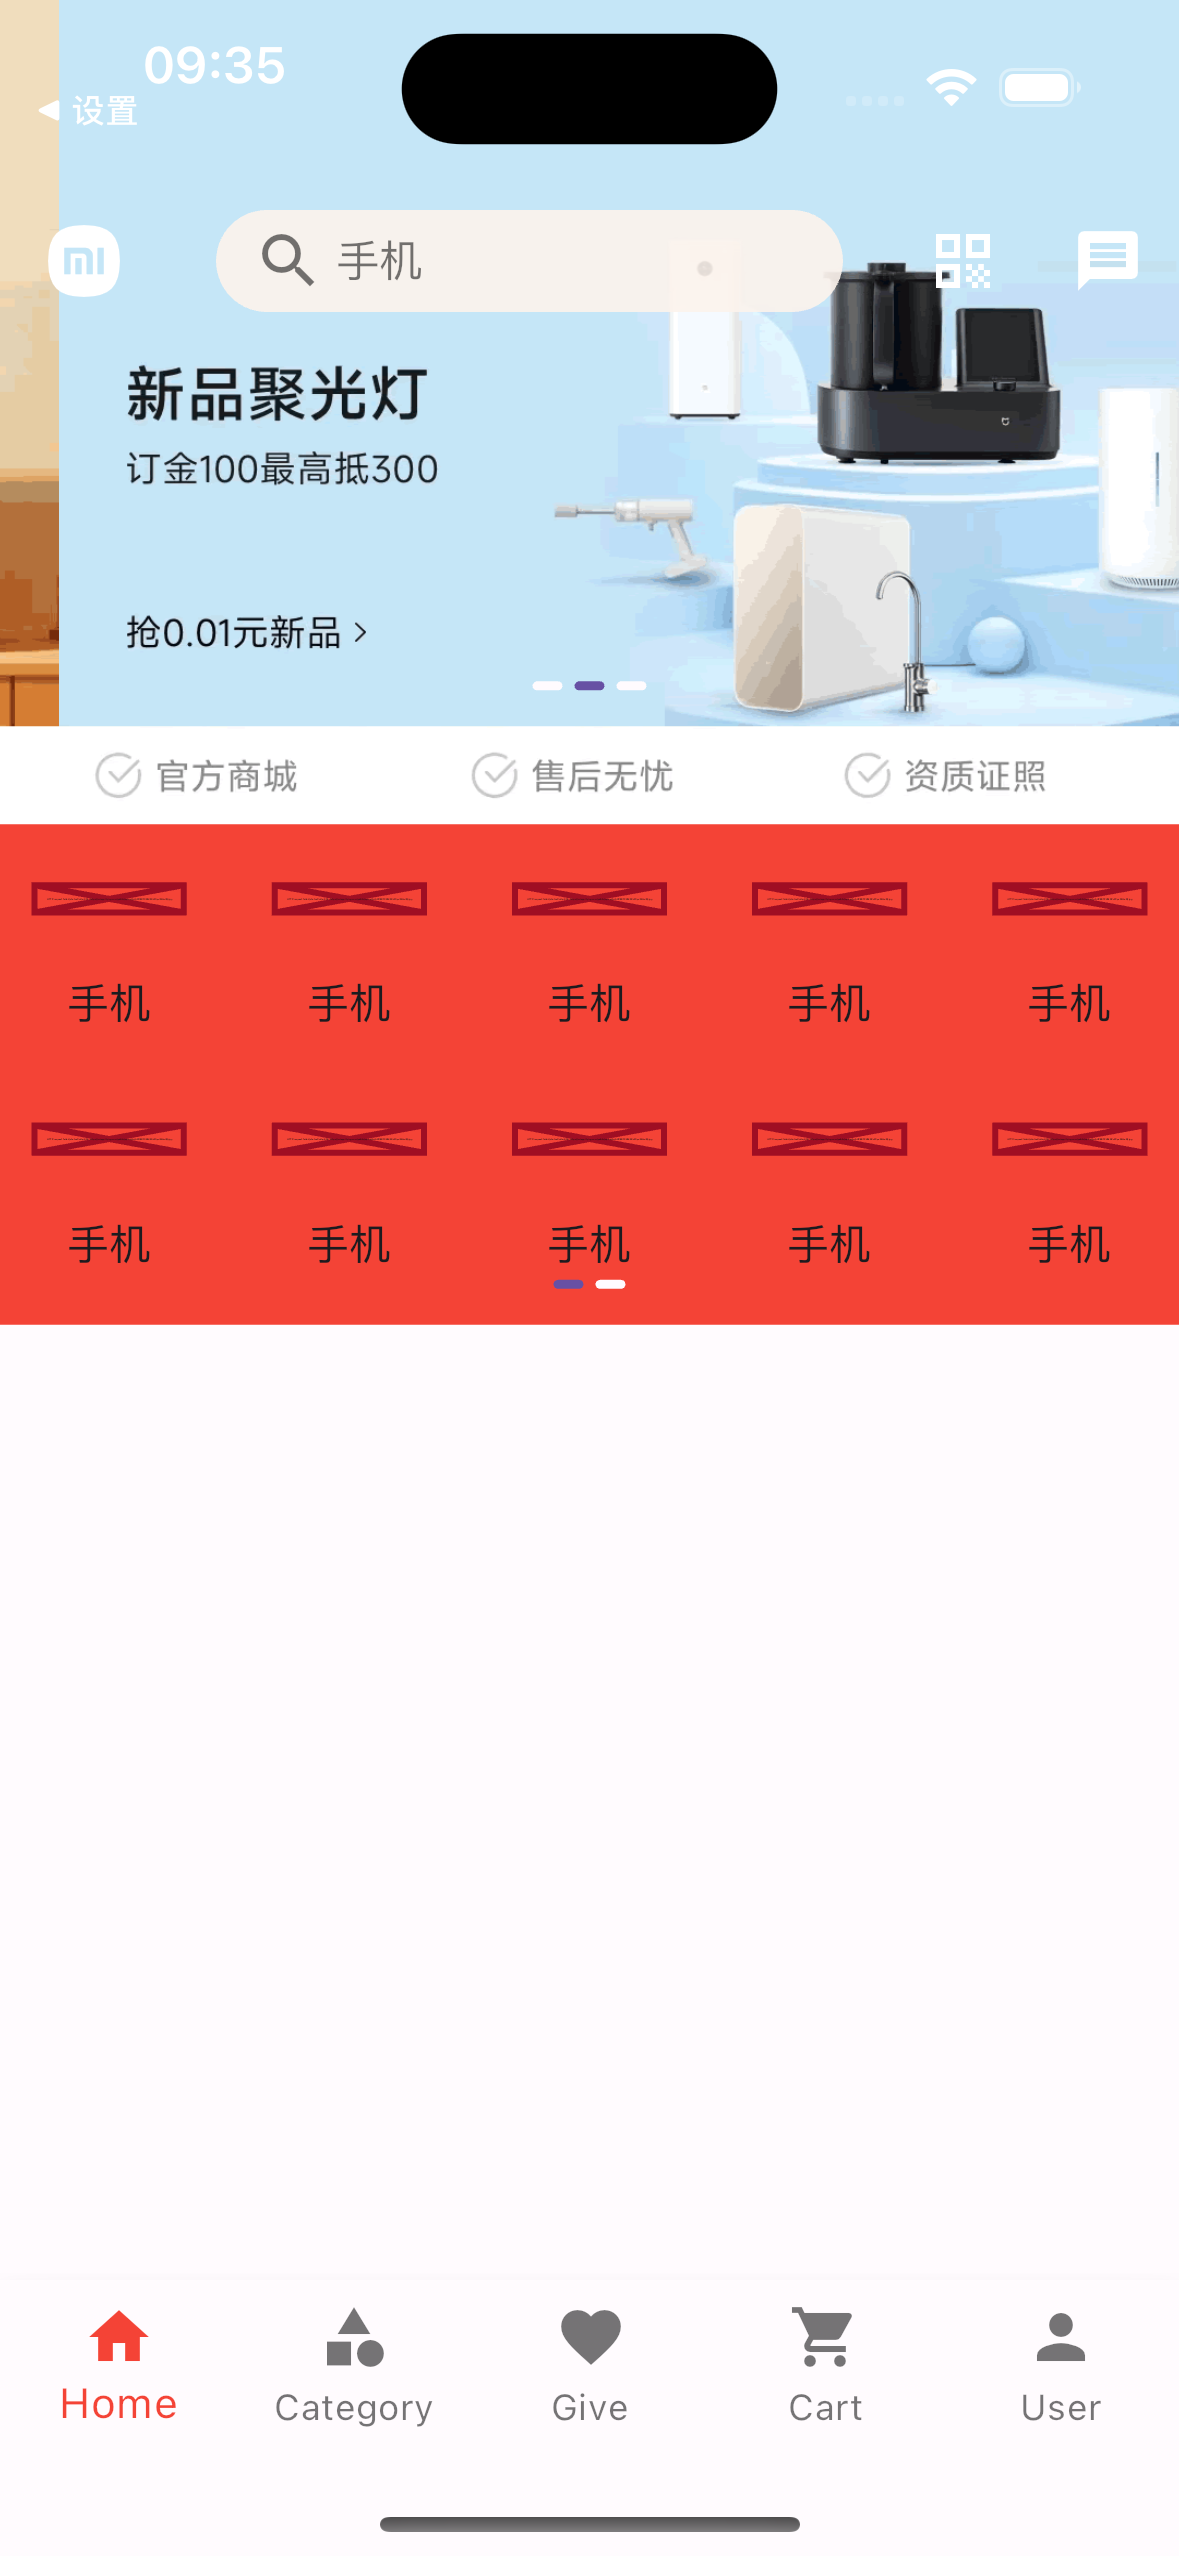 09:35
设置
mi
手机
新品聚光灯
订金100最高抵300
抢0.01元新品 >
官方商城 售后无忧 资质证照
手机 手机 手机 手机 手机
手机 手机 手机 手机 手机
Home Category Give Cart User